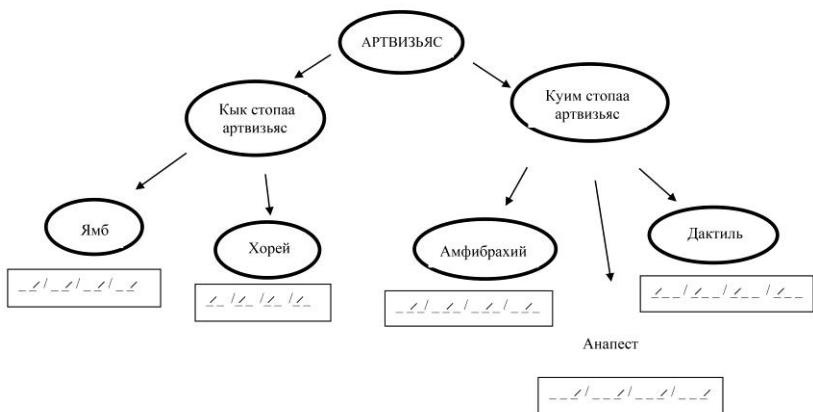 АРТВИЗЬЯС
Кык стопаа
артвизьяс
Куим стопаа
артвизьяс
Ямб
Хорей
Амфибрахий
Дактиль
_ _́ / _ _́ / _ _́ / _ _́
_́ _ / _́ _ / _́ _ / _́ _
_ _́ _ / _ _́ _ / _ _́ _ / _ _́ _
_́ _ _ / _́ _ _ / _́ _ _ / _́ _ _
Анапест
_ _ _́ / _ _ _́ / _ _ _́ / _ _ _́